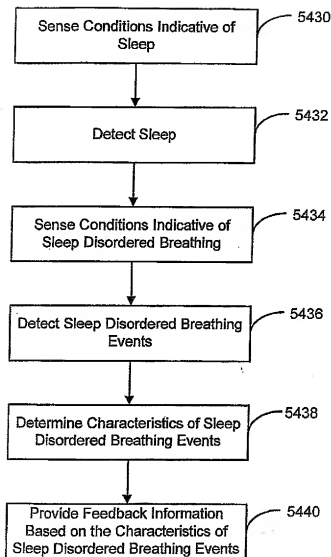 Sense Conditions Indicative of
Sleep
5430
Detect Sleep
5432
Sense Conditions Indicative of
Sleep Disordered Breathing
5434
Detect Sleep Disordered Breathing
Events
5436
Determine Characteristics of Sleep
Disordered Breathing Events
5438
Provide Feedback Information
Based on the Characteristics of
Sleep Disordered Breathing Events
5440